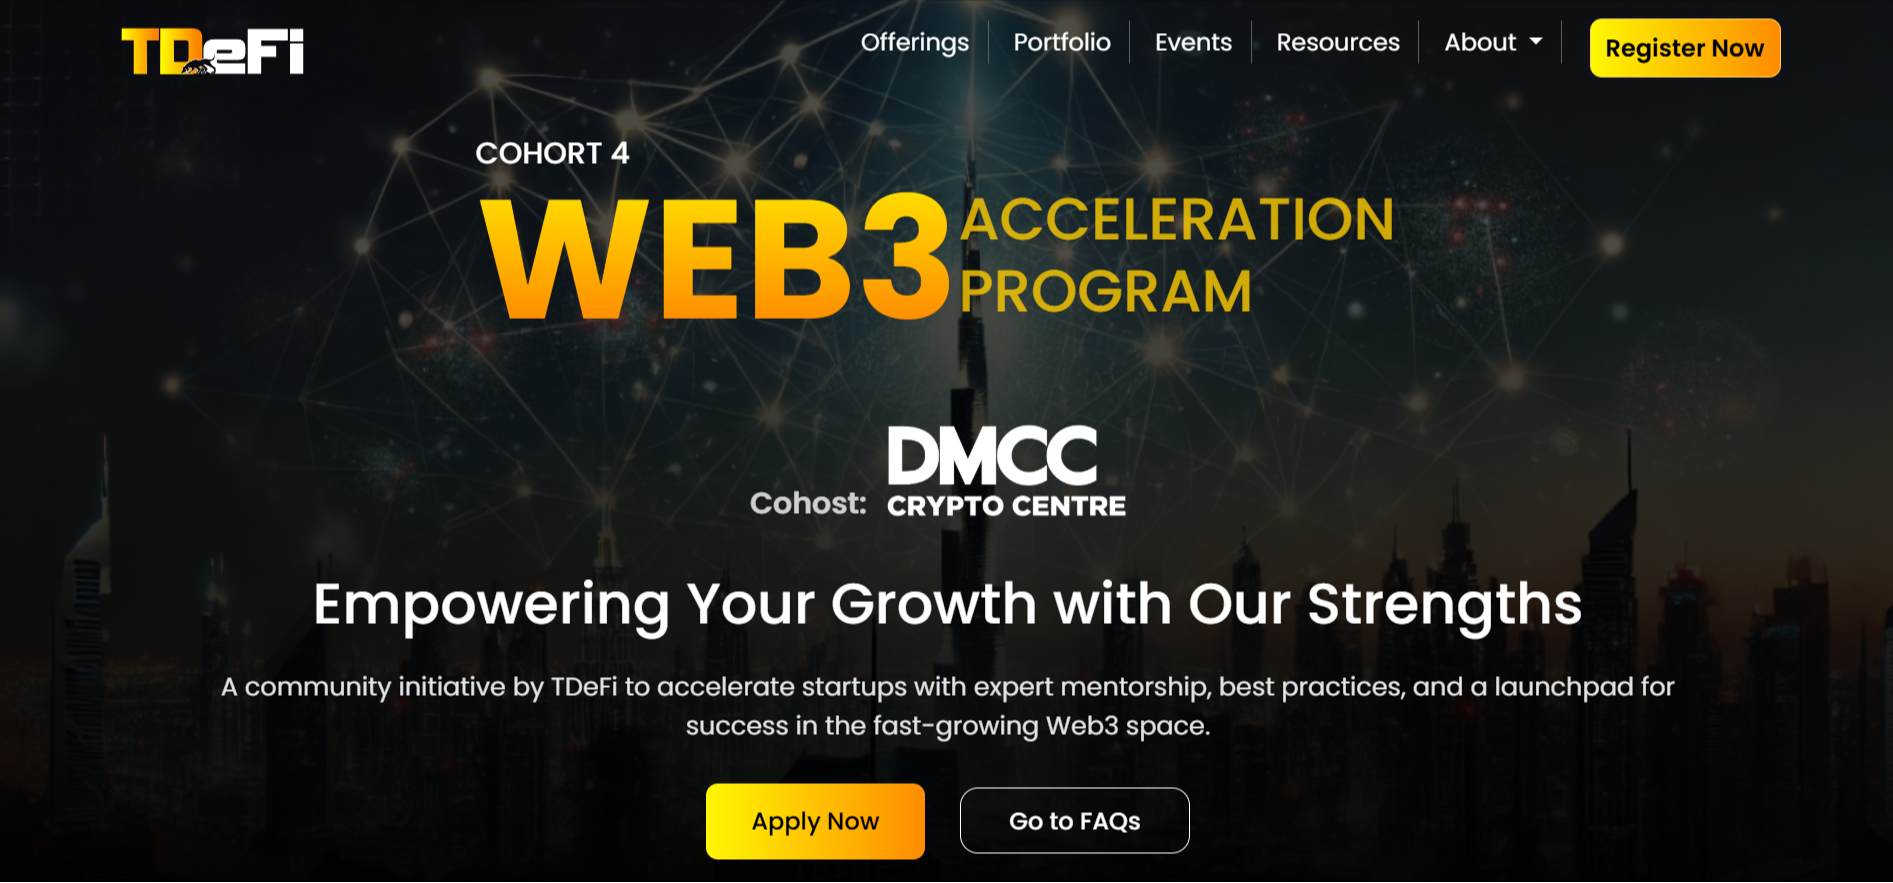 TDeFi
Offerings
Portfolio
Events
Resources
About
Register Now
COHORT 4
WEB3
ACCELERATION
PROGRAM
Cohost:
DMCC
CRYPTO CENTRE
Empowering Your Growth with Our Strengths
A community initiative by TDeFi to accelerate startups with expert mentorship, best practices, and a launchpad for
success in the fast-growing Web3 space.
Apply Now
Go to FAQs